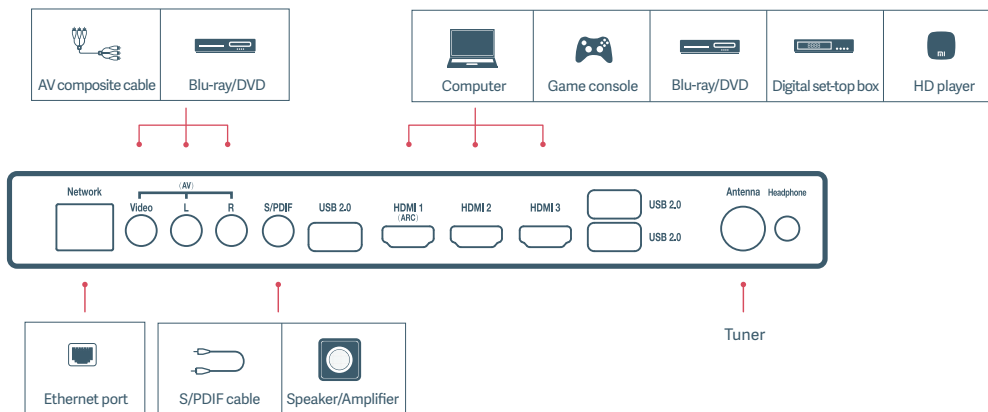 AV composite cable
Blu-ray/DVD
Computer
Game console
Blu-ray/DVD
Digital set-top box
mi
HD player
Network
(AV)
Video
L
R
S/PDIF
USB 2.0
HDMI 1
(ARC)
HDMI 2
HDMI 3
USB 2.0
USB 2.0
Antenna
Headphone
Ethernet port
S/PDIF cable
Speaker/Amplifier
Tuner